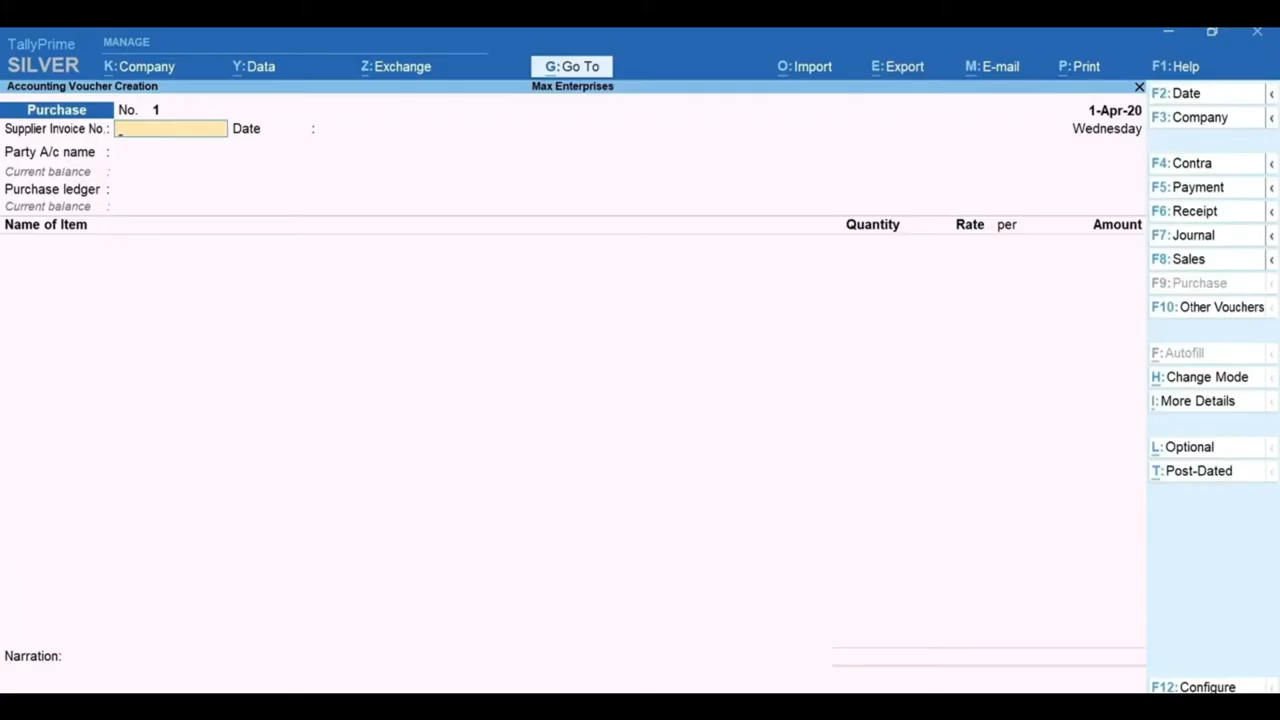 TallyPrime MANAGE
SILVER K:Company Y:Data Z:Exchange G:Go To O:Import E:Export M:E-mail P:Print F1:Help
Accounting Voucher Creation Max Enterprises
F2:Date
Purchase No. 1 1-Apr-20
F3:Company
Supplier Invoice No.: Date : Wednesday
Party A/c name :
F4:Contra
Current balance :
Purchase ledger : F5:Payment
Current balance : F6:Receipt
Name of Item Quantity Rate per Amount
F7:Journal
F8:Sales
F9:Purchase
F10:Other Vouchers
F:Autofill
H:Change Mode
I:More Details
L:Optional
T:Post-Dated
Narration:
F12:Configure